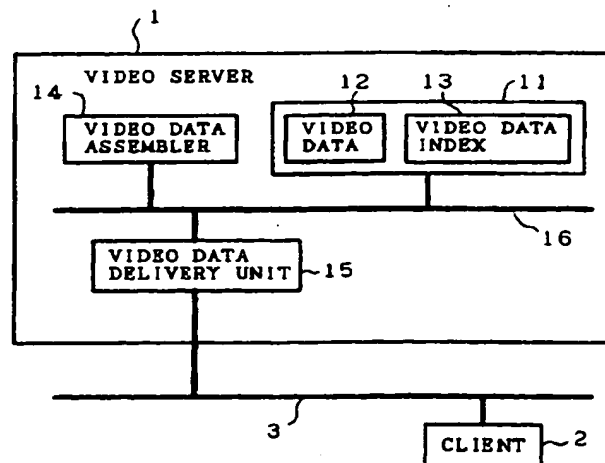 1
VIDEO SERVER
14
12
13
11
VIDEO DATA
ASSEMBLER
VIDEO
DATA
VIDEO DATA
INDEX
16
VIDEO DATA
DELIVERY UNIT
15
3
CLIENT
2